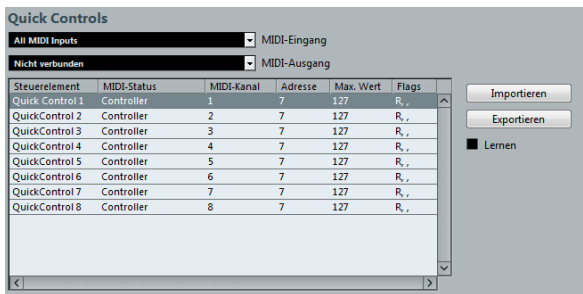 Quick Controls
All MIDI Inputs MIDI-Eingang
Nicht verbunden MIDI-Ausgang
Steuerelement MIDI-Status MIDI-Kanal Adresse Max. Wert Flags
Quick Control 1 Controller 1 7 127 R, ,
QuickControl 2 Controller 2 7 127 R, ,
QuickControl 3 Controller 3 7 127 R, ,
QuickControl 4 Controller 4 7 127 R, ,
QuickControl 5 Controller 5 7 127 R, ,
QuickControl 6 Controller 6 7 127 R, ,
QuickControl 7 Controller 7 7 127 R, ,
QuickControl 8 Controller 8 7 127 R, ,
Importieren
Exportieren
Lernen